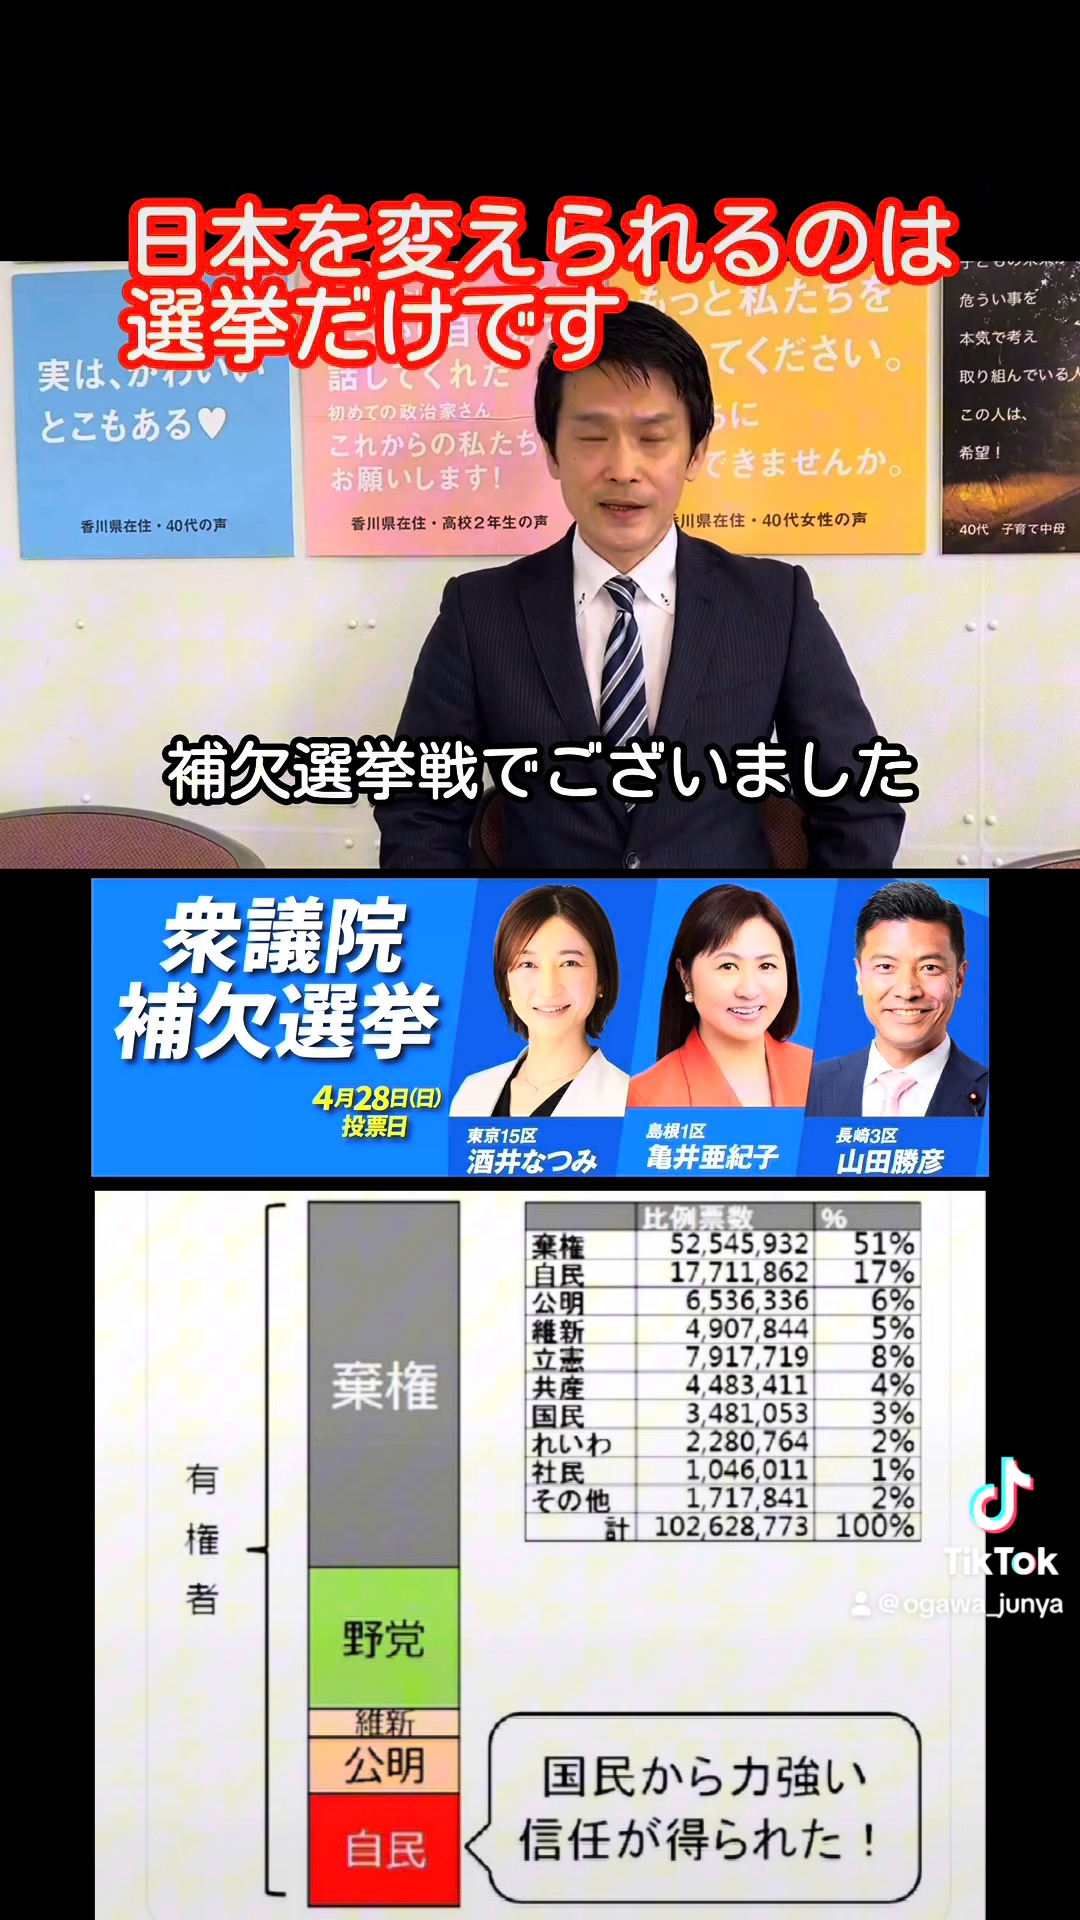 日本を変えられるのは
選挙だけです
実は、かわいい
とこもある♥
香川県在住・40代の声
話してくれた
初めての政治家さん
これからの私たち
お願いします！
香川県在住・高校2年生の声
もっと私たちを
てください。
に
できませんか。
川県在住・40代女性の声
危うい事を
本気で考え
取り組んでいる人
この人は、
希望！
40代 子育て中母
補欠選挙戦でございました
衆議院
補欠選挙
4月28日(日)
投票日
東京15区
酒井なつみ
島根1区
亀井亜紀子
長崎3区
山田勝彦
有権者
棄権
野党
維新
公明
自民
比例票数 %
棄権 52,545,932 51%
自民 17,711,862 17%
公明 6,536,336 6%
維新 4,907,844 5%
立憲 7,917,719 8%
共産 4,483,411 4%
国民 3,481,053 3%
れいわ 2,280,764 2%
社民 1,046,011 1%
その他 1,717,841 2%
計 102,628,773 100%
国民から力強い
信任が得られた！
TikTok
@ogawa_junya